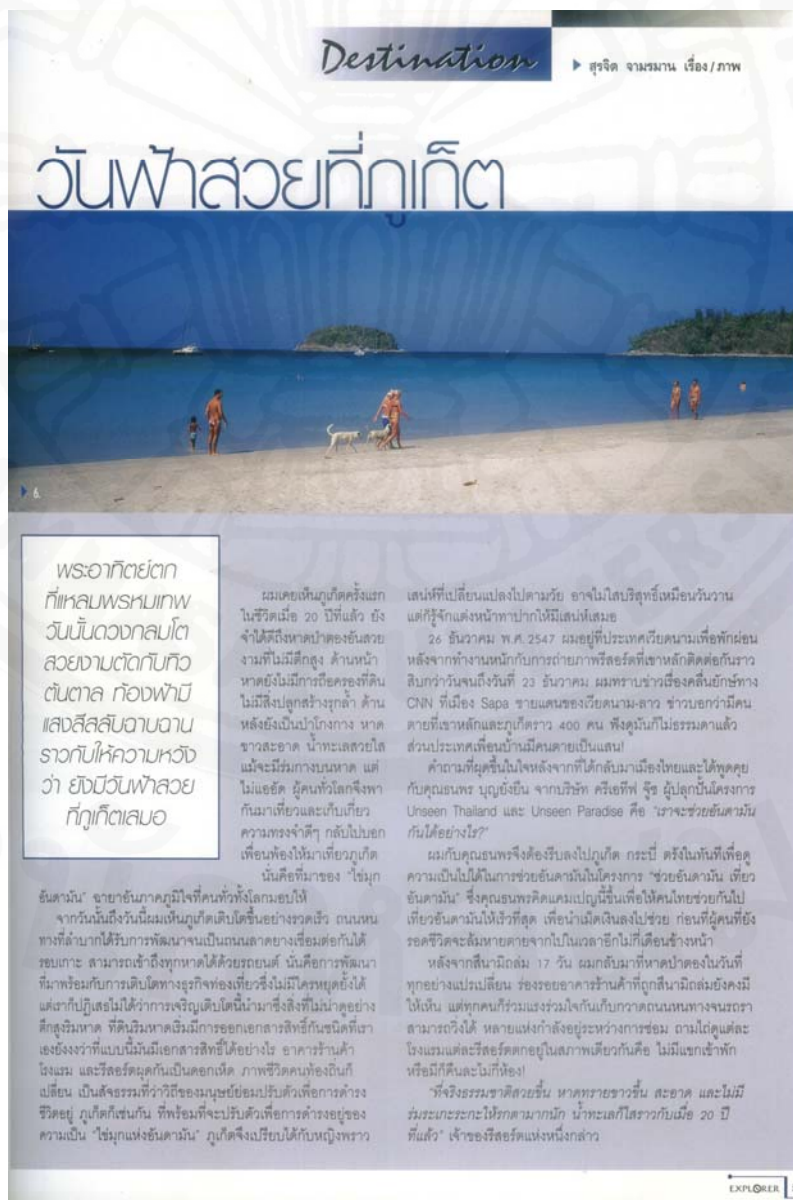 Destination
▶ สุรจิต จามรมาน เรื่อง/ภาพ
วันฟ้าสวยที่ภูเก็ต
▶ 6.
พระอาทิตย์ตก
ที่แหลมพรหมเทพ
วันนั้นดวงกลมโต
สวยงามตัดกับทิว
ต้นตาล ท้องฟ้ามี
แสงสีสลับฉาบฉาน
ราวกับให้ความหวัง
ว่า ยังมีวันฟ้าสวย
ที่ภูเก็ตเสมอ
ผมเคยเห็นภูเก็ตครั้งแรก
ในชีวิตเมื่อ 20 ปีที่แล้ว ยัง
จำได้ดีถึงหาดป่าตองอันสวย
งามที่ไม่มีตึกสูง ด้านหน้า
หาดยังไม่มีการถือครองที่ดิน
ไม่มีสิ่งปลูกสร้างรุกล้ำ ด้าน
หลังยังเป็นป่าโกงกาง หาด
ขาวสะอาด น้ำทะเลสวยใส
แม้จะมีร่มกางบนหาด แต่
ไม่แออัด ผู้คนทั่วโลกจึงพา
กันมาเที่ยวและเก็บเกี่ยว
ความทรงจำดีๆ กลับไปบอก
เพื่อนพ้องให้มาเที่ยวภูเก็ต
นั่นคือที่มาของ "ไข่มุก
อันดามัน" ฉายาอันภาคภูมิใจที่คนทั่วทั้งโลกมอบให้
จากวันนั้นถึงวันนี้ผมเห็นภูเก็ตเติบโตขึ้นอย่างรวดเร็ว ถนนหน
ทางที่ลำบากได้รับการพัฒนาจนเป็นถนนลาดยางเชื่อมต่อกันได้
รอบเกาะ สามารถเข้าถึงทุกหาดได้ด้วยรถยนต์ นั่นคือการพัฒนา
ที่มาพร้อมกับการเติบโตทางธุรกิจท่องเที่ยวซึ่งไม่มีใครหยุดยั้งได้
แต่เราก็ปฏิเสธไม่ได้ว่าการเจริญเติบโตนี้นำมาซึ่งสิ่งที่ไม่น่าดูอย่าง
ตึกสูงริมหาด ที่ดินริมหาดเริ่มมีการออกเอกสารสิทธิ์กันชนิดที่เรา
เองยังงงว่าที่แบบนี้มันมีเอกสารสิทธิ์ได้อย่างไร อาคารร้านค้า
โรงแรม และรีสอร์ตผุดกันเป็นดอกเห็ด ภาพชีวิตคนท้องถิ่นก็
เปลี่ยน เป็นสัจธรรมที่ว่าวิถีของมนุษย์ย่อมปรับตัวเพื่อการดำรง
ชีวิตอยู่ ภูเก็ตก็เช่นกัน ที่พร้อมที่จะปรับตัวเพื่อการดำรงอยู่ของ
ความเป็น "ไข่มุกแห่งอันดามัน" ภูเก็ตจึงเปรียบได้กับหญิงพราว
เสน่ห์ที่เปลี่ยนแปลงไปตามวัย อาจไม่ใสบริสุทธิ์เหมือนวันวาน
แต่ก็รู้จักแต่งหน้าทาปากให้มีเสน่ห์เสมอ
26 ธันวาคม พ.ศ. 2547 ผมอยู่ที่ประเทศเวียดนามเพื่อพักผ่อน
หลังจากทำงานหนักกับการถ่ายภาพรีสอร์ตที่เขาหลักติดต่อกันราว
สิบกว่าวันจนถึงวันที่ 23 ธันวาคม ผมทราบข่าวเรื่องคลื่นยักษ์ทาง
CNN ที่เมือง Sapa ชายแดนของเวียดนาม-ลาว ข่าวบอกว่ามีคน
ตายที่เขาหลักและภูเก็ตราว 400 คน ฟังดูมันก็ไม่ธรรมดาแล้ว
ส่วนประเทศเพื่อนบ้านมีคนตายเป็นแสน!
คำถามที่ผุดขึ้นในใจหลังจากที่ได้กลับมาเมืองไทยและได้พูดคุย
กับคุณธนพร บุญยั่งยืน จากบริษัท ครีเอทีฟ จู๊ซ ผู้ปลุกปั้นโครงการ
Unseen Thailand และ Unseen Paradise คือ "เราจะช่วยอันดามัน
กันได้อย่างไร?"
ผมกับคุณธนพรจึงต้องรีบลงไปภูเก็ต กระบี่ ตรังในทันทีเพื่อดู
ความเป็นไปได้ในการช่วยอันดามันในโครงการ "ช่วยอันดามัน เที่ยว
อันดามัน" ซึ่งคุณธนพรคิดแคมเปญนี้ขึ้นเพื่อให้คนไทยช่วยกันไป
เที่ยวอันดามันให้เร็วที่สุด เพื่อนำเม็ดเงินลงไปช่วย ก่อนที่ผู้คนที่ยัง
รอดชีวิตจะล้มหายตายจากไปในเวลาอีกไม่กี่เดือนข้างหน้า
หลังจากสึนามิถล่ม 17 วัน ผมกลับมาที่หาดป่าตองในวันที่
ทุกอย่างแปรเปลี่ยน ร่องรอยอาคารร้านค้าที่ถูกสึนามิถล่มยังคงมี
ให้เห็น แต่ทุกคนก็ร่วมแรงร่วมใจกันเก็บกวาดถนนหนทางจนรถรา
สามารถวิ่งได้ หลายแห่งกำลังอยู่ระหว่างการซ่อม ถามไถ่ดูแต่ละ
โรงแรมแต่ละรีสอร์ตตกอยู่ในสภาพเดียวกันคือ ไม่มีแขกเข้าพัก
หรือมีก็คืนละไม่กี่ห้อง!
"ที่จริงธรรมชาติสวยขึ้น หาดทรายขาวขึ้น สะอาด และไม่มี
ร่มระเกะระกะให้รกตามากนัก น้ำทะเลก็ใสราวกับเมื่อ 20 ปี
ที่แล้ว" เจ้าของรีสอร์ตแห่งหนึ่งกล่าว
EXPLORER